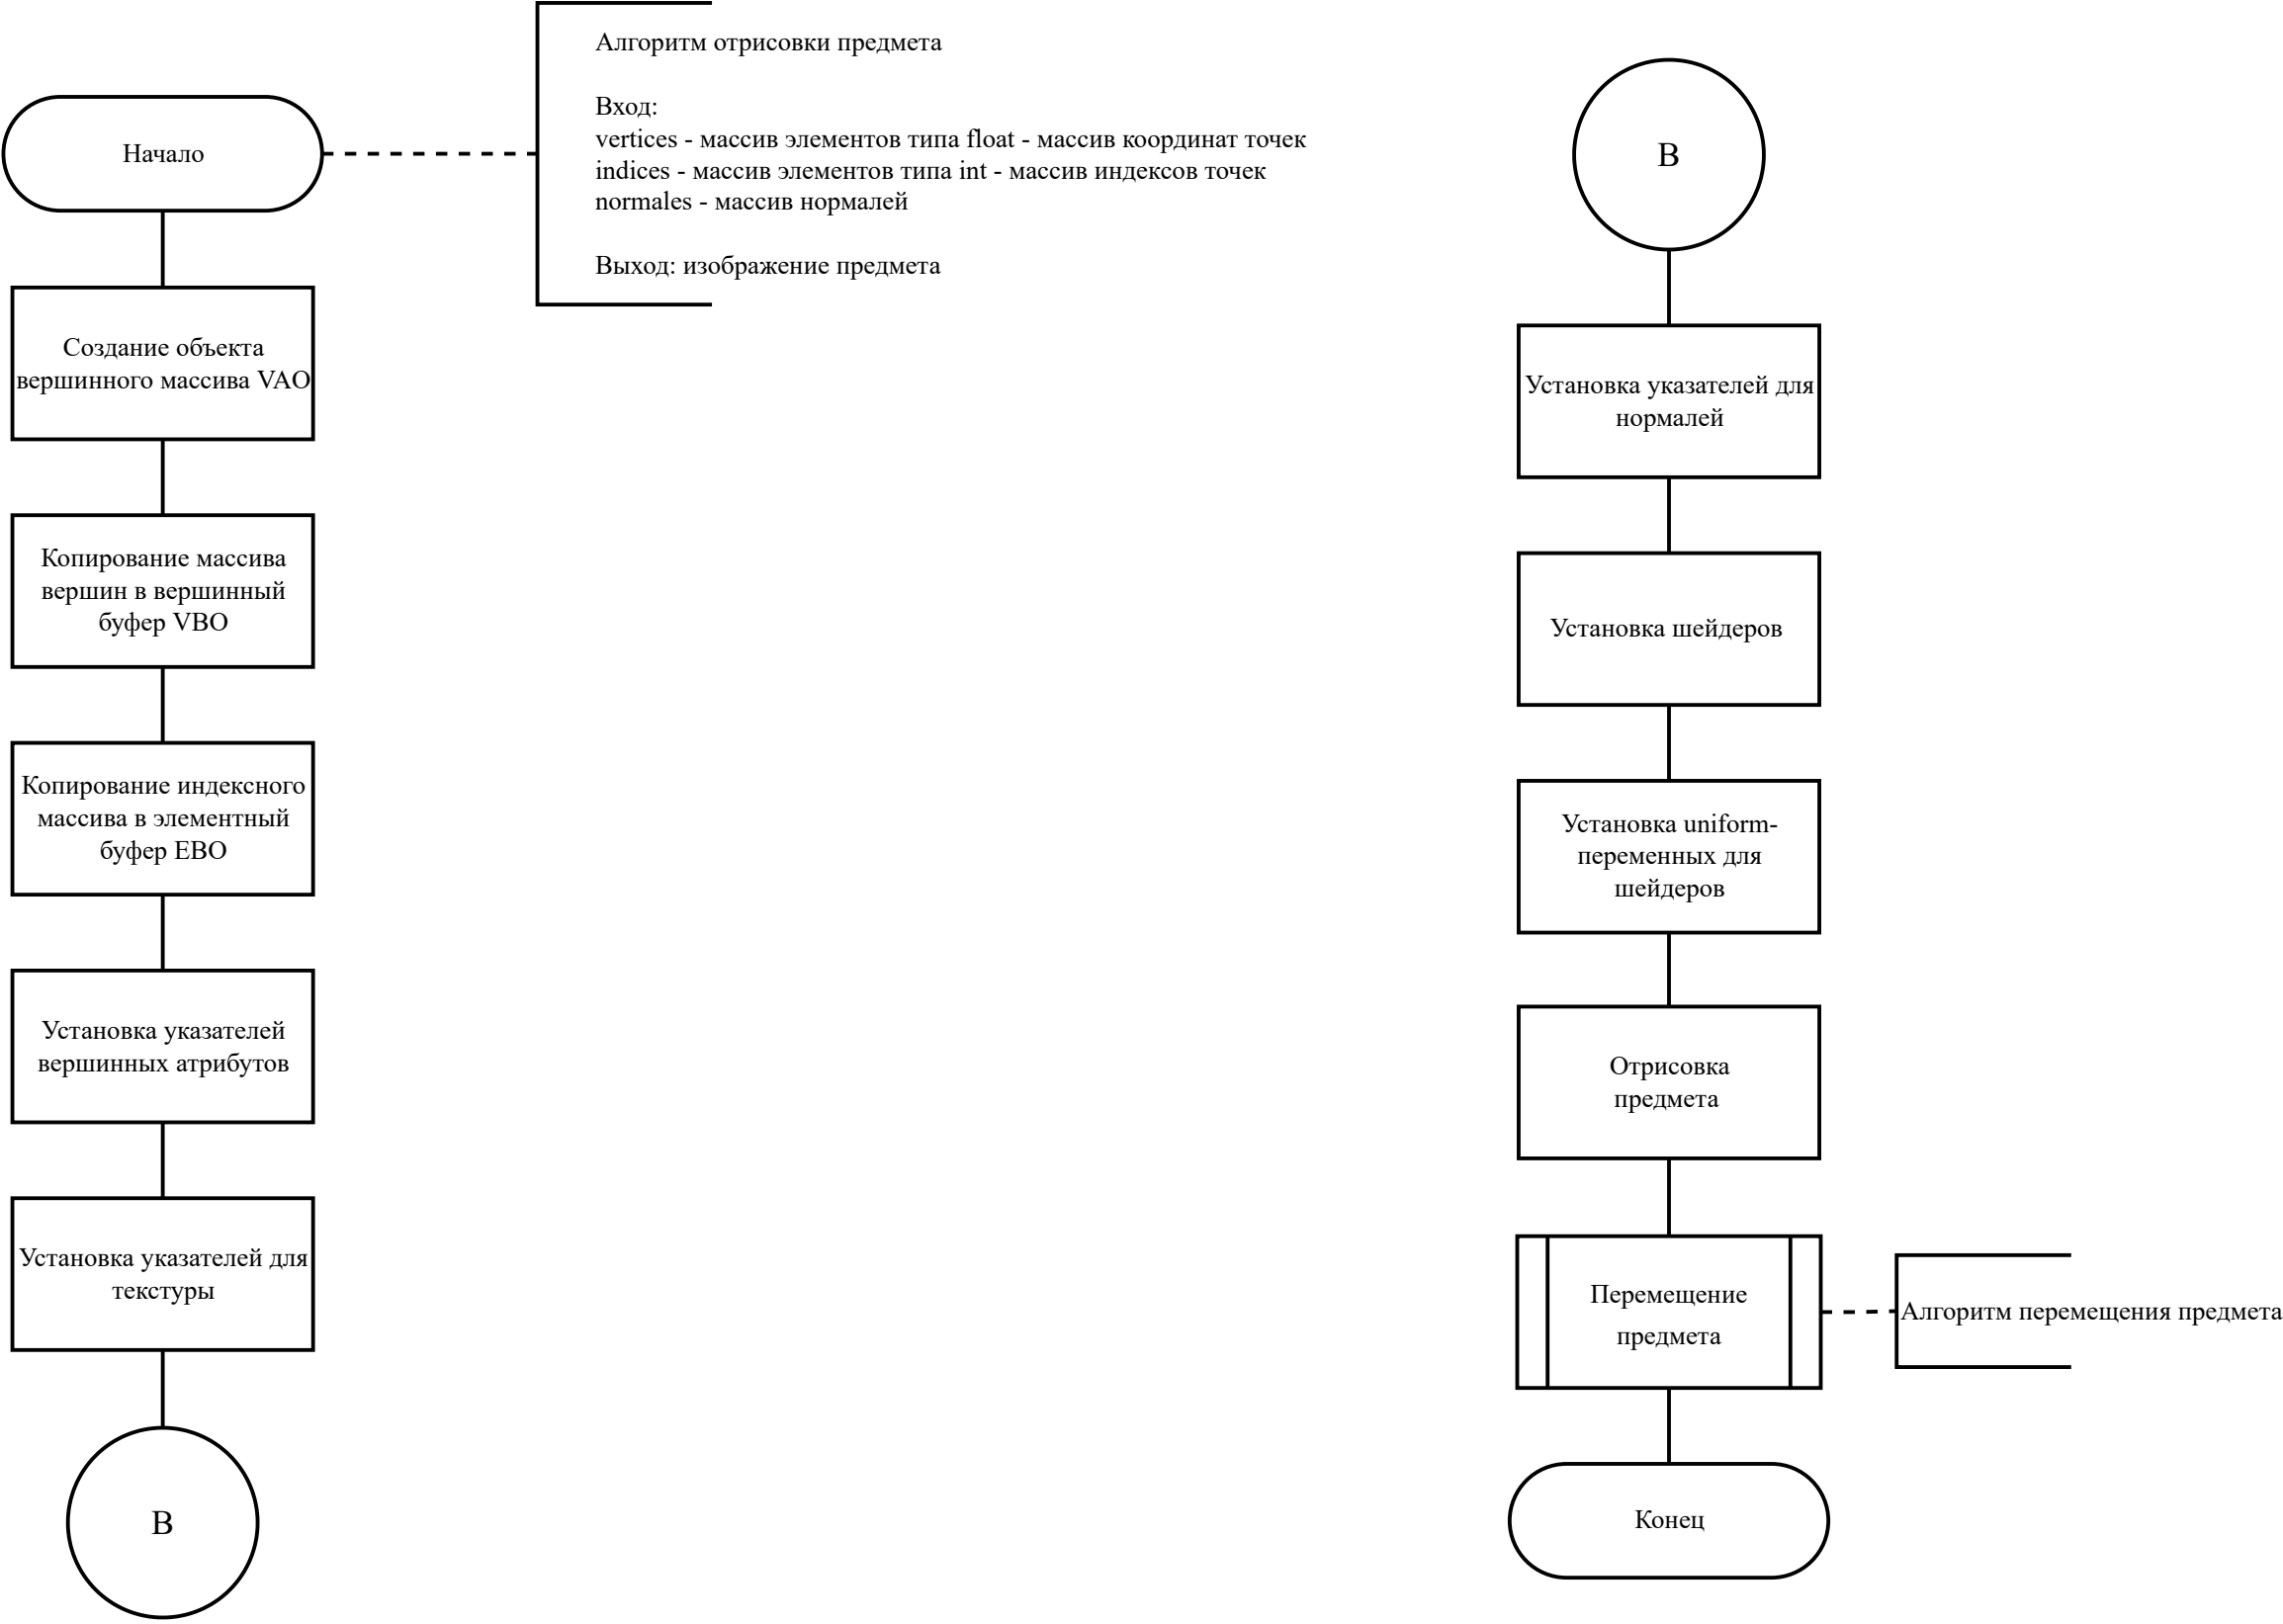 Начало
Алгоритм отрисовки предмета
Вход:
vertices - массив элементов типа float - массив координат точек
indices - массив элементов типа int - массив индексов точек
normales - массив нормалей
Выход: изображение предмета
Создание объекта
вершинного массива VAO
Копирование массива
вершин в вершинный
буфер VBO
Копирование индексного
массива в элементный
буфер EBO
Установка указателей
вершинных атрибутов
Установка указателей для
текстуры
В
В
Установка указателей для
нормалей
Установка шейдеров
Установка uniform-
переменных для
шейдеров
Отрисовка
предмета
Перемещение
предмета
Алгоритм перемещения предмета
Конец